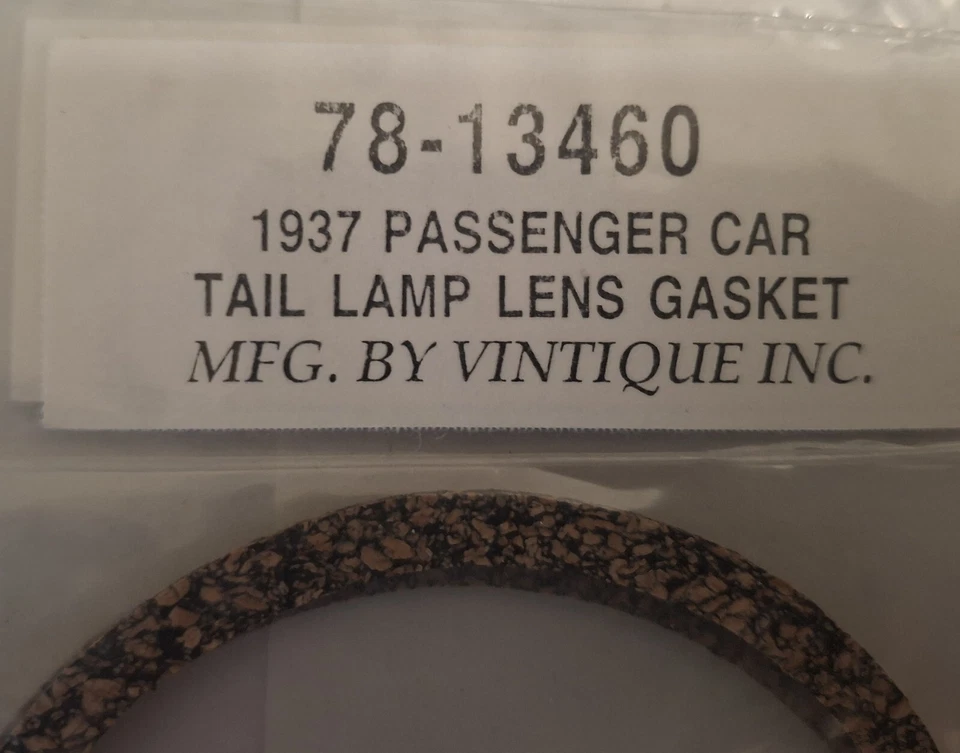 78-13460
1937 PASSENGER CAR
TAIL LAMP LENS GASKET
MFG. BY VINTIQUE INC.